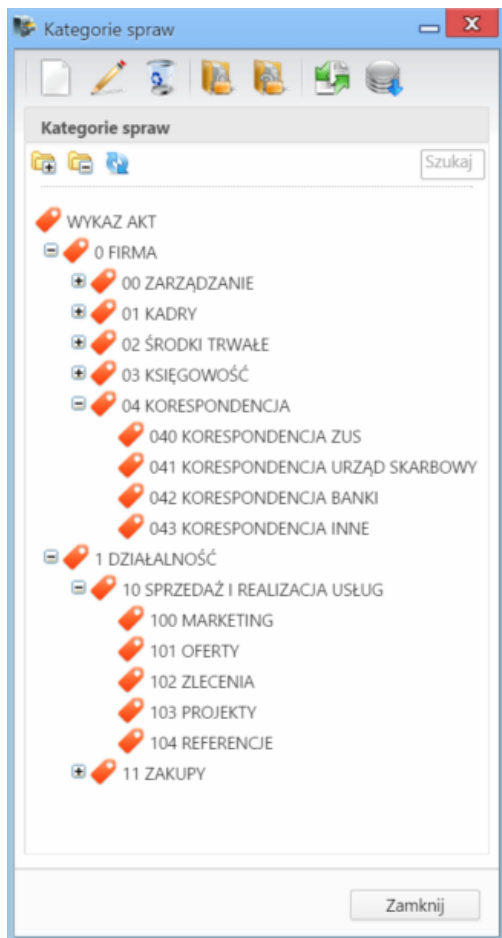 Kategorie spraw
Kategorie spraw
Szukaj
WYKAZ AKT
0 FIRMA
00 ZARZĄDZANIE
01 KADRY
02 ŚRODKI TRWAŁE
03 KSIĘGOWOŚĆ
04 KORESPONDENCJA
040 KORESPONDENCJA ZUS
041 KORESPONDENCJA URZĄD SKARBOWY
042 KORESPONDENCJA BANKI
043 KORESPONDENCJA INNE
1 DZIAŁALNOŚĆ
10 SPRZEDAŻ I REALIZACJA USŁUG
100 MARKETING
101 OFERTY
102 ZLECENIA
103 PROJEKTY
104 REFERENCJE
11 ZAKUPY
Zamknij